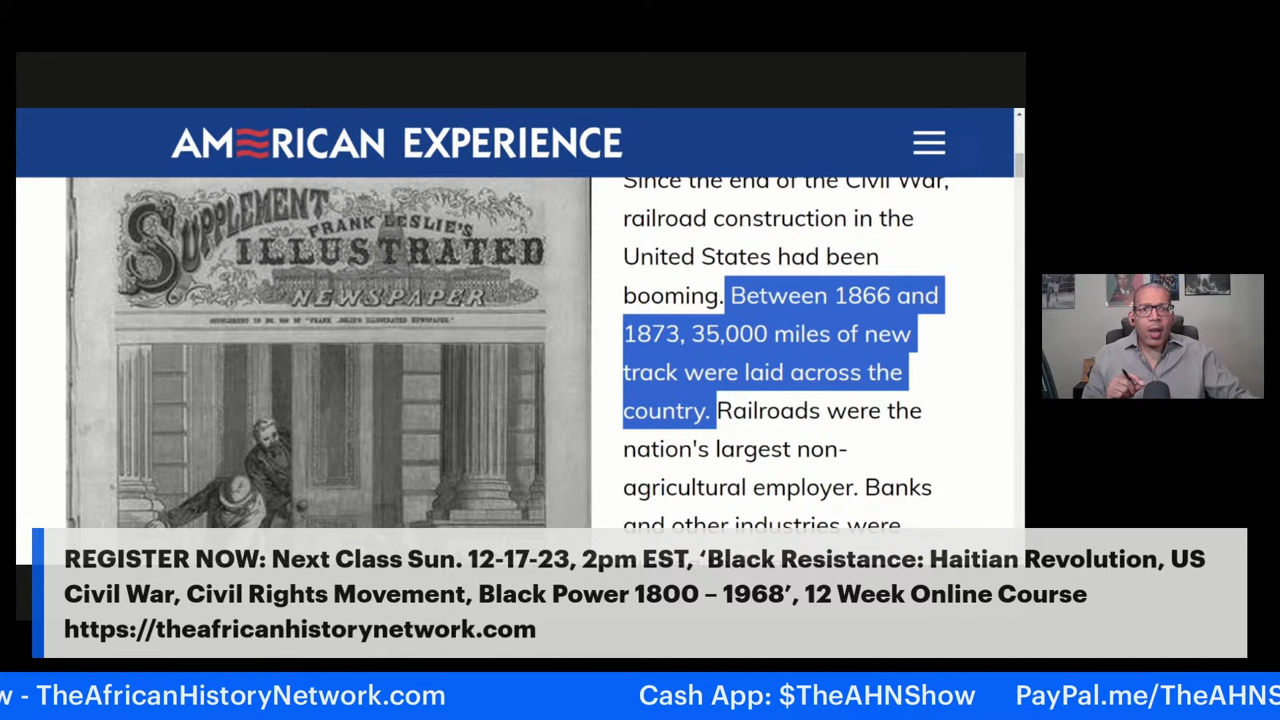 AMERICAN EXPERIENCE
SUPPLEMENT
FRANK LESLIE'S
ILLUSTRATED
NEWSPAPER
Since the end of the Civil War,
railroad construction in the
United States had been
booming. Between 1866 and
1873, 35,000 miles of new
track were laid across the
country. Railroads were the
nation's largest non-
agricultural employer. Banks
and other industries were
REGISTER NOW: Next Class Sun. 12-17-23, 2pm EST, ‘Black Resistance: Haitian Revolution, US
Civil War, Civil Rights Movement, Black Power 1800 – 1968’, 12 Week Online Course
https://theafricanhistorynetwork.com
w - TheAfricanHistoryNetwork.com Cash App: $TheAHNShow PayPal.me/TheAHNS